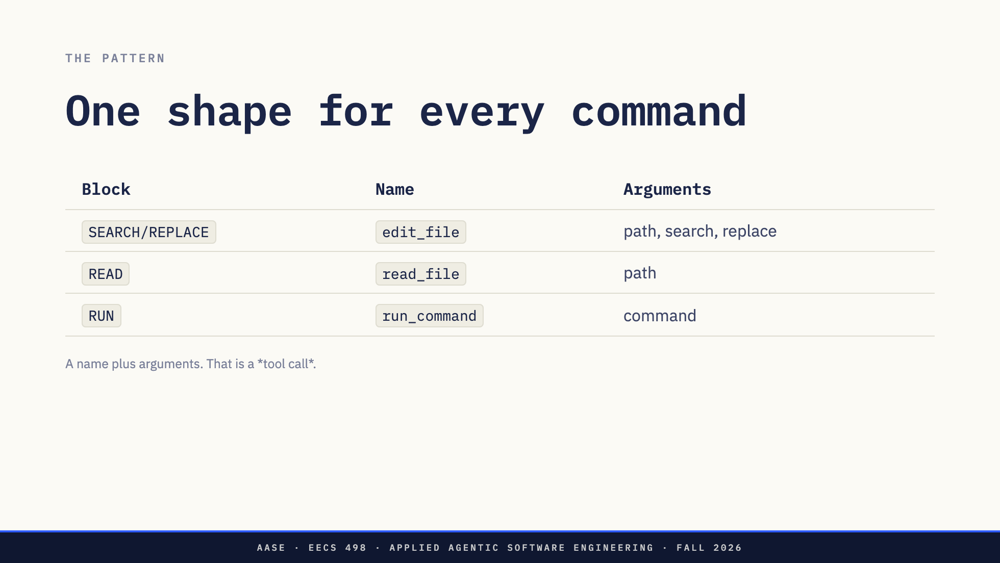 THE PATTERN
One shape for every command
Block Name Arguments
SEARCH/REPLACE edit_file path, search, replace
READ read_file path
RUN run_command command
A name plus arguments. That is a *tool call*.
AASE · EECS 498 · APPLIED AGENTIC SOFTWARE ENGINEERING · FALL 2026